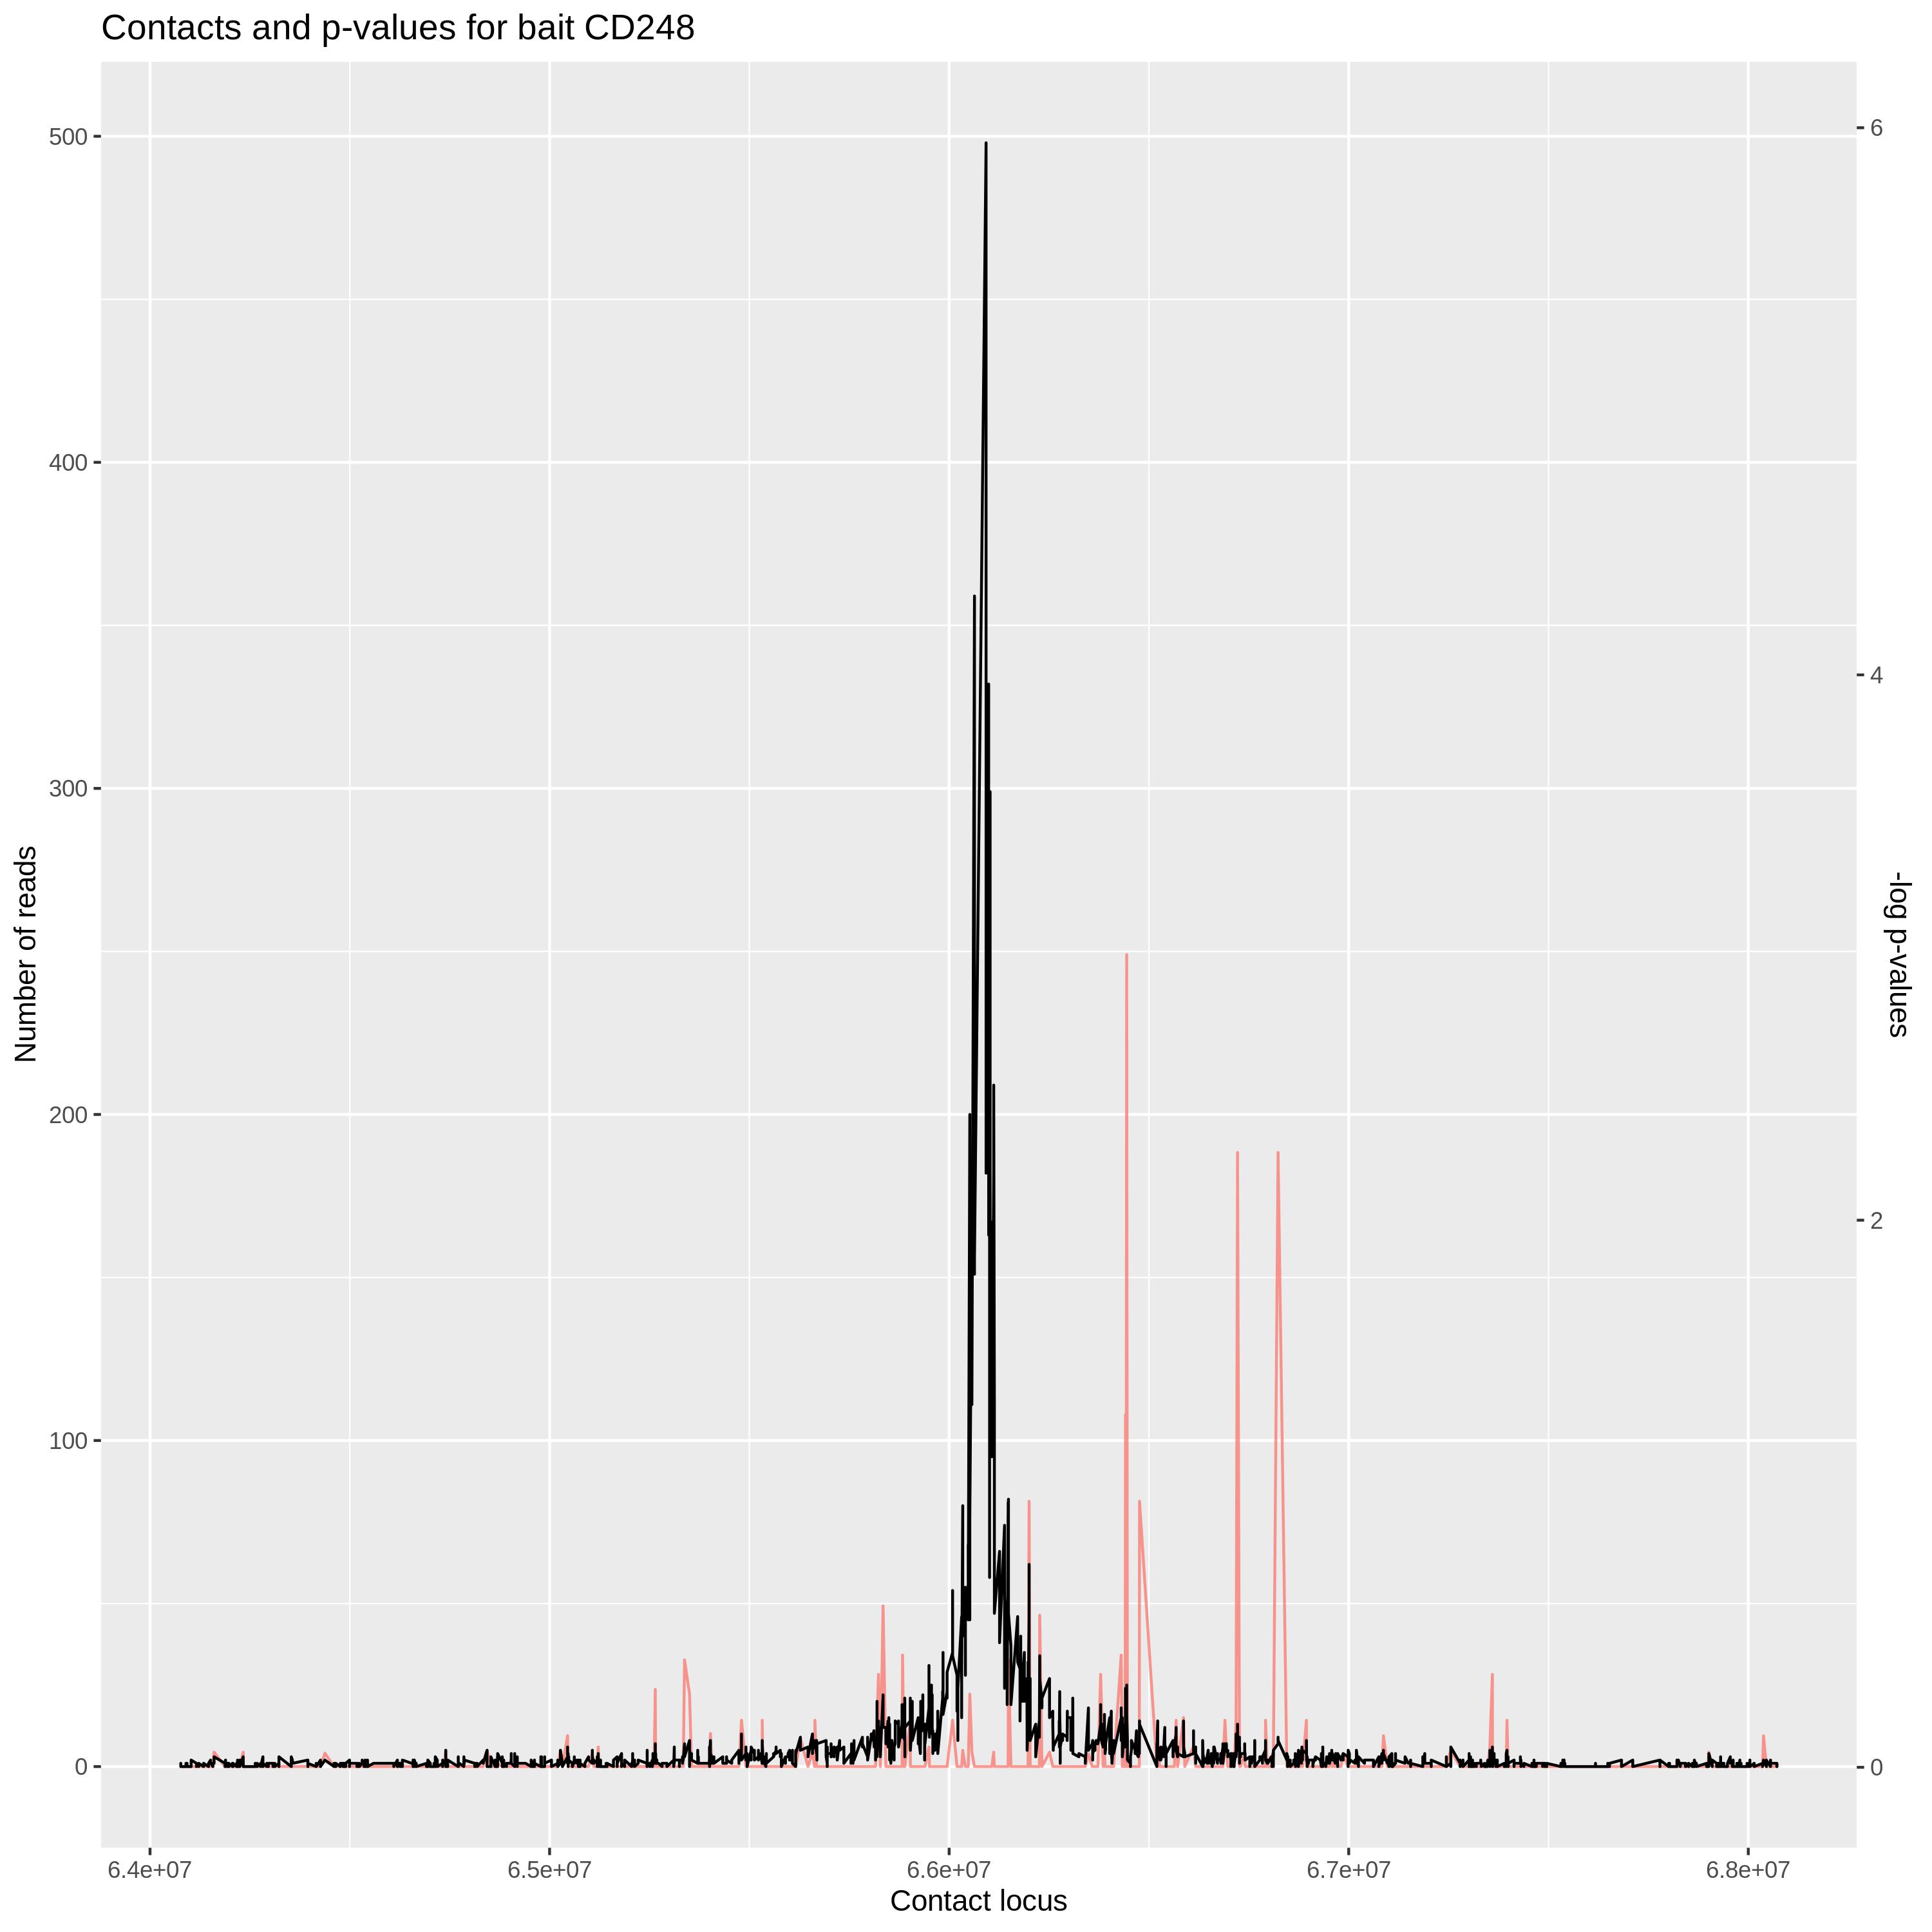 Contacts and p-values for bait CD248
500
400
300
200
100
0
Number of reads
6
4
2
0
-log p-values
6.4e+07 6.5e+07 6.6e+07 6.7e+07 6.8e+07
Contact locus